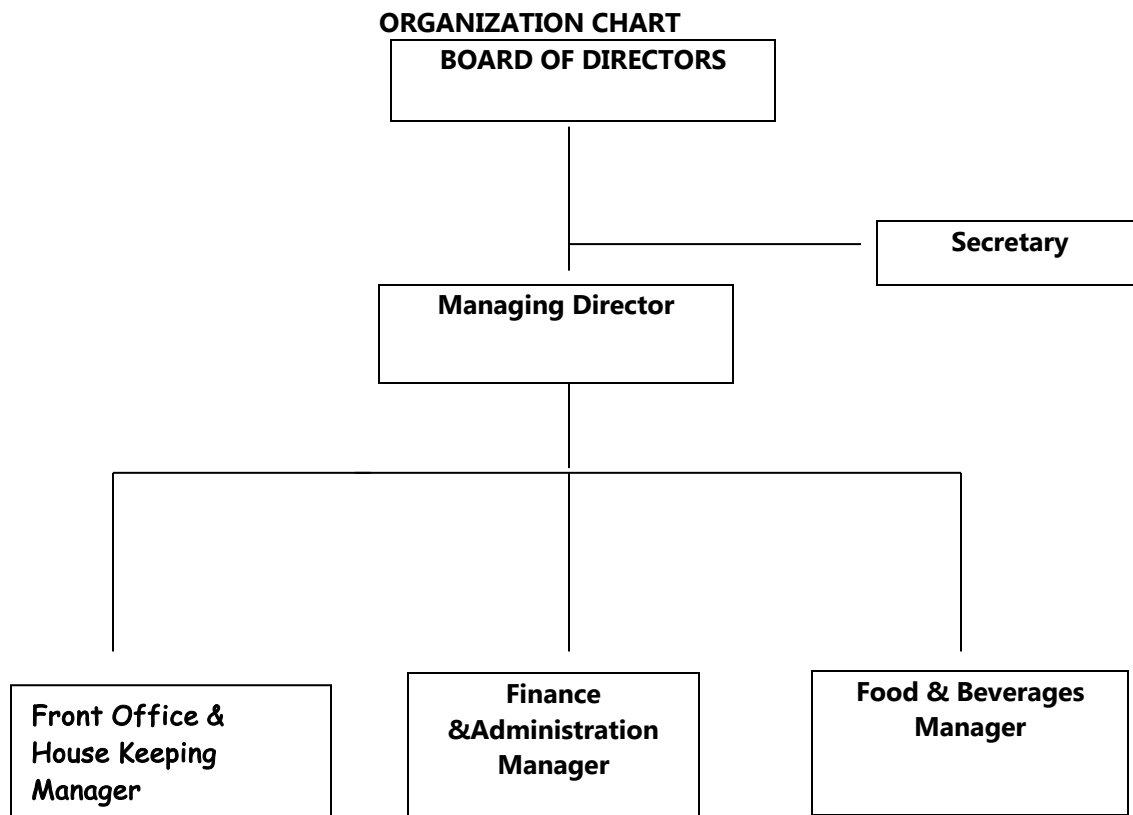 ORGANIZATION CHART
BOARD OF DIRECTORS
Secretary
Managing Director
Front Office &
House Keeping
Manager
Finance
&Administration
Manager
Food & Beverages
Manager